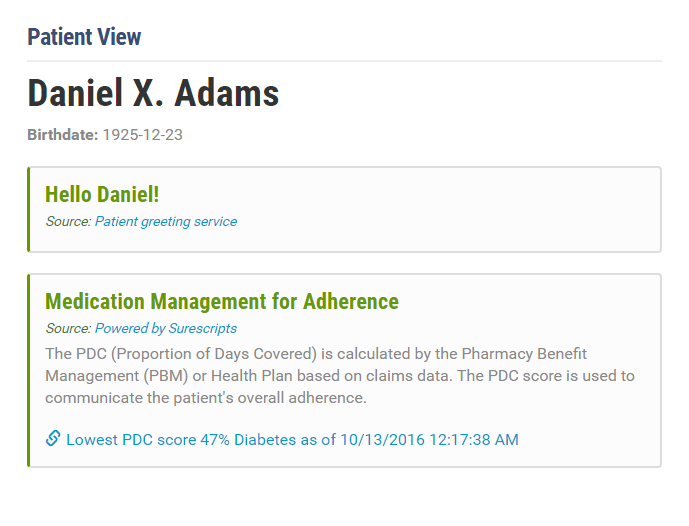 Patient View
Daniel X. Adams
Birthdate: 1925-12-23
Hello Daniel!
Source: Patient greeting service
Medication Management for Adherence
Source: Powered by Surescripts
The PDC (Proportion of Days Covered) is calculated by the Pharmacy Benefit
Management (PBM) or Health Plan based on claims data. The PDC score is used to
communicate the patient's overall adherence.
Lowest PDC score 47% Diabetes as of 10/13/2016 12:17:38 AM